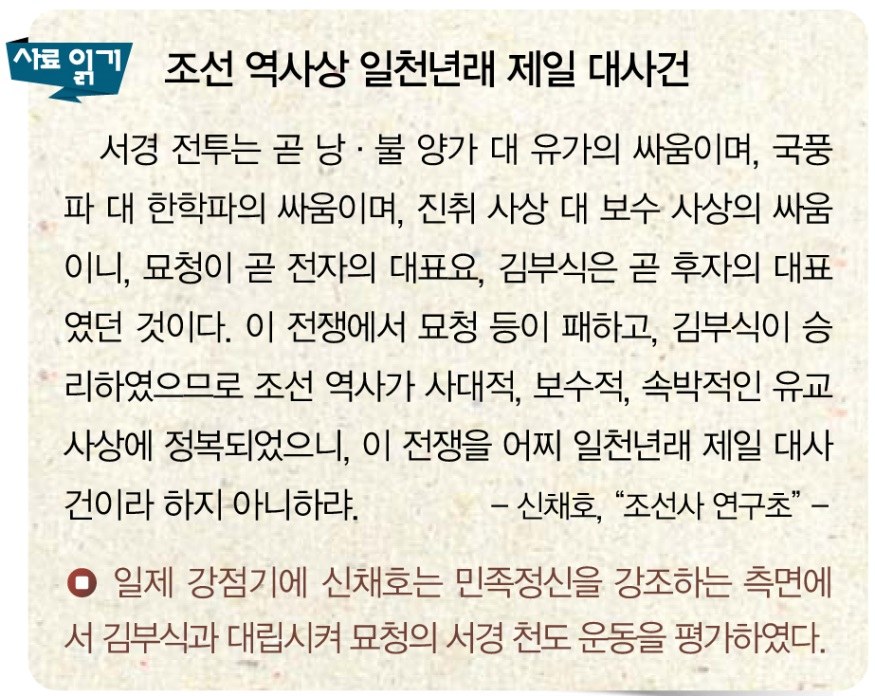 사료 읽기
조선 역사상 일천년래 제일 대사건
서경 전투는 곧 낭·불 양가 대 유가의 싸움이며, 국풍
파 대 한학파의 싸움이며, 진취 사상 대 보수 사상의 싸움
이니, 묘청이 곧 전자의 대표요, 김부식은 곧 후자의 대표
였던 것이다. 이 전쟁에서 묘청 등이 패하고, 김부식이 승
리하였으므로 조선 역사가 사대적, 보수적, 속박적인 유교
사상에 정복되었으니, 이 전쟁을 어찌 일천년래 제일 대사
건이라 하지 아니하랴. – 신채호, “조선사 연구초” –
일제 강점기에 신채호는 민족정신을 강조하는 측면에
서 김부식과 대립시켜 묘청의 서경 천도 운동을 평가하였다.